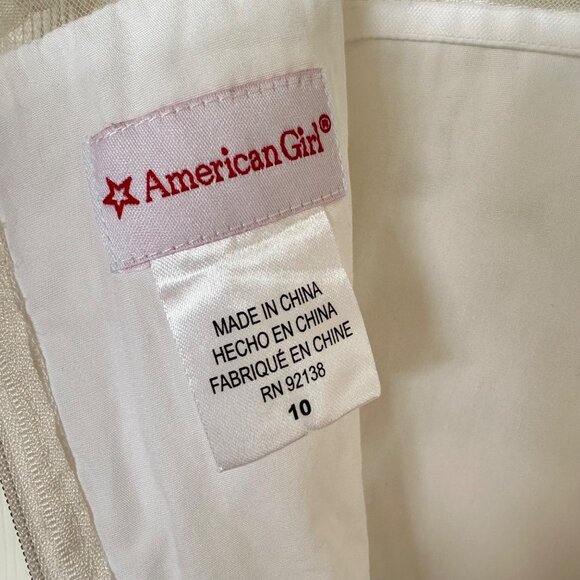 American Girl®
MADE IN CHINA
HECHO EN CHINA
FABRIQUÉ EN CHINE
RN 92138
10